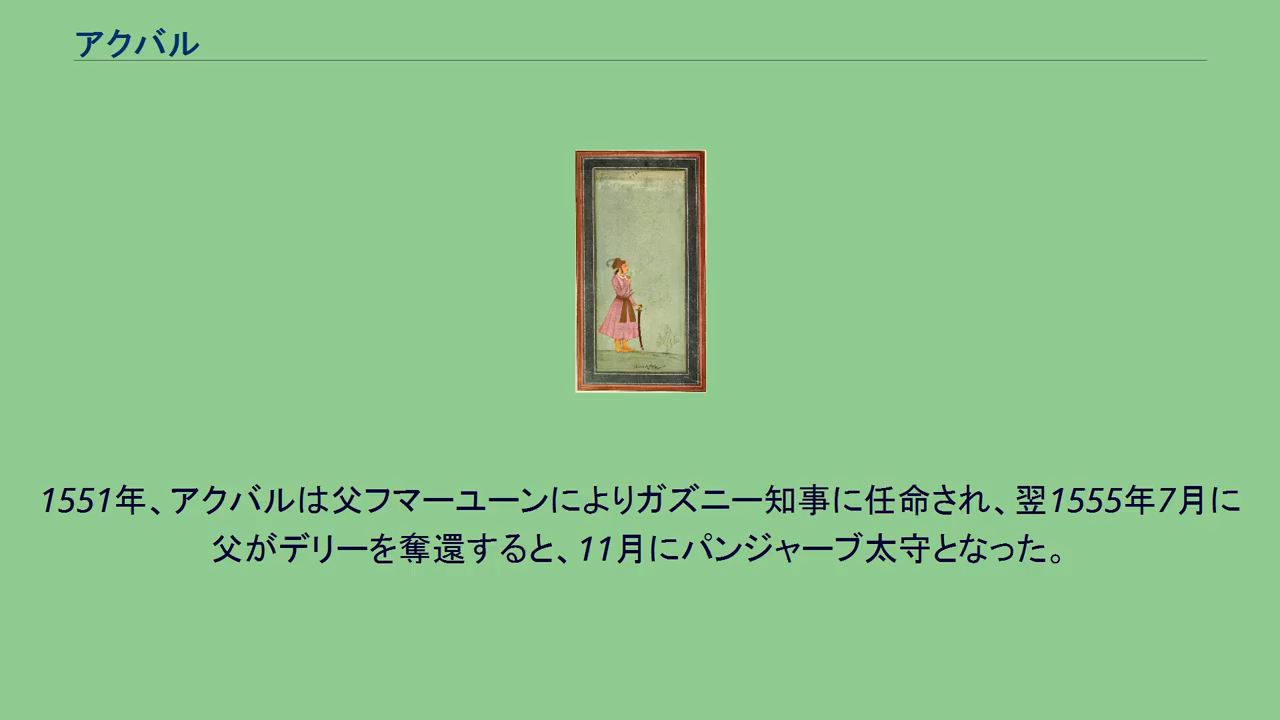 アクバル
1551年、アクバルは父フマーユーンによりガズニー知事に任命され、翌1555年7月に
父がデリーを奪還すると、11月にパンジャーブ太守となった。